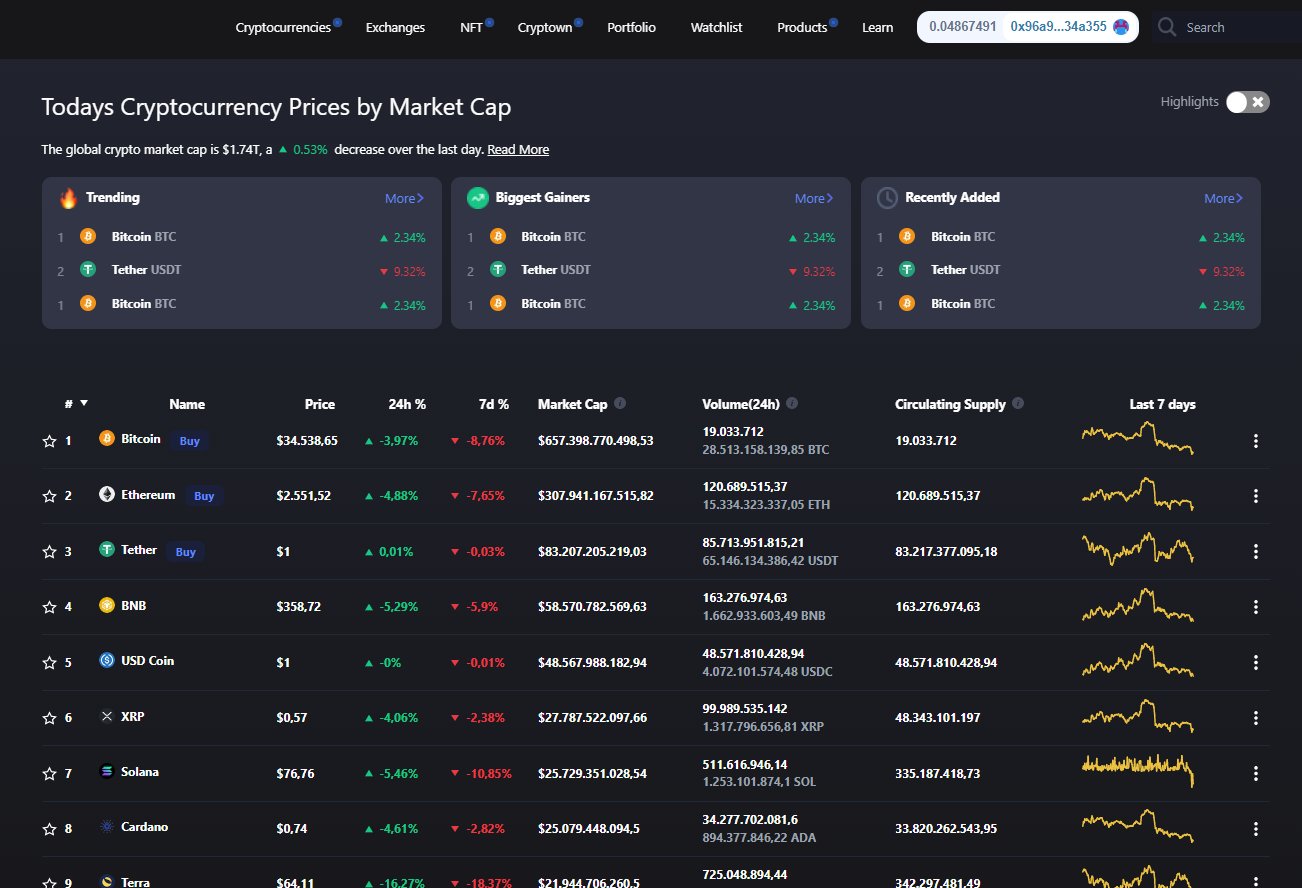 Cryptocurrencies Exchanges NFT Cryptown Portfolio Watchlist Products Learn 0.04867491 0x96a9...34a355 Search
Todays Cryptocurrency Prices by Market Cap
Highlights
The global crypto market cap is $1.74T, a ▲ 0.53% decrease over the last day. Read More
Trending More
1 Bitcoin BTC ▲ 2.34%
2 Tether USDT ▼ 9.32%
1 Bitcoin BTC ▲ 2.34%
Biggest Gainers More
1 Bitcoin BTC ▲ 2.34%
2 Tether USDT ▼ 9.32%
1 Bitcoin BTC ▲ 2.34%
Recently Added More
1 Bitcoin BTC ▲ 2.34%
2 Tether USDT ▼ 9.32%
1 Bitcoin BTC ▲ 2.34%
# ▼ Name Price 24h % 7d % Market Cap Volume(24h) Circulating Supply Last 7 days
1 Bitcoin Buy $34.538,65 ▲ -3,97% ▼ -8,76% $657.398.770.498,53 19.033.712 19.033.712
28.513.158.139,85 BTC
2 Ethereum Buy $2.551,52 ▲ -4,88% ▼ -7,65% $307.941.167.515,82 120.689.515,37 120.689.515,37
15.334.323.337,05 ETH
3 Tether Buy $1 ▲ 0,01% ▼ -0,03% $83.207.205.219,03 85.713.951.815,21 83.217.377.095,18
65.146.134.386,42 USDT
4 BNB $358,72 ▲ -5,29% ▼ -5,9% $58.570.782.569,63 163.276.974,63 163.276.974,63
1.662.933.603,49 BNB
5 USD Coin $1 ▲ -0% ▼ -0,01% $48.567.988.182,94 48.571.810.428,94 48.571.810.428,94
4.072.101.574,48 USDC
6 XRP $0,57 ▲ -4,06% ▼ -2,38% $27.787.522.097,66 99.989.535.142 48.343.101.197
1.317.796.656,81 XRP
7 Solana $76,76 ▲ -5,46% ▼ -10,85% $25.729.351.028,54 511.616.946,14 335.187.418,73
1.253.101.874,1 SOL
8 Cardano $0,74 ▲ -4,61% ▼ -2,82% $25.079.448.094,5 34.277.702.081,6 33.820.262.543,95
894.377.846,22 ADA
9 Terra $64,11 ▲ -16,27% ▼ -18,37% $21.944.706.260,5 725.048.894,44 342.297.481,49